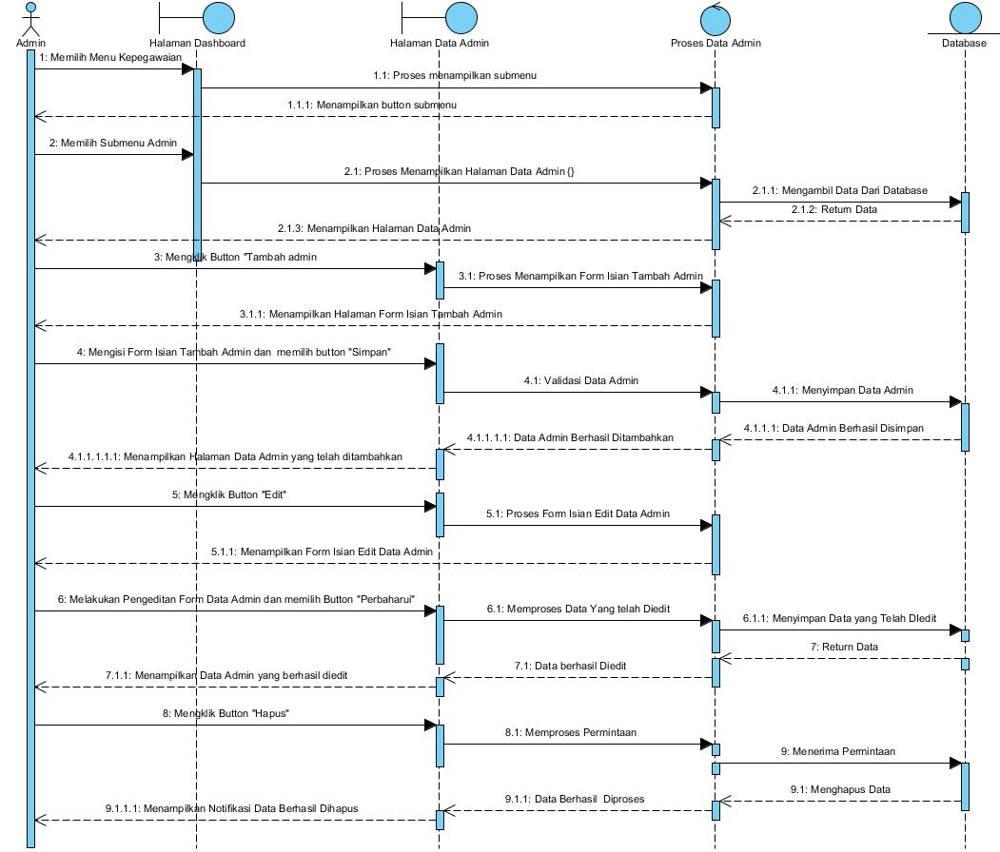 Admin
Halaman Dashboard
Halaman Data Admin
Proses Data Admin
Database
1: Memilih Menu Kepegawaian
1.1: Proses menampilkan submenu
1.1.1: Menampilkan button submenu
2: Memilih Submenu Admin
2.1: Proses Menampilkan Halaman Data Admin {}
2.1.1: Mengambil Data Dari Database
2.1.2: Return Data
2.1.3: Menampilkan Halaman Data Admin
3: Mengklik Button "Tambah admin
3.1: Proses Menampilkan Form Isian Tambah Admin
3.1.1: Menampilkan Halaman Form Isian Tambah Admin
4: Mengisi Form Isian Tambah Admin dan memilih button "Simpan"
4.1: Validasi Data Admin
4.1.1: Menyimpan Data Admin
4.1.1.1: Data Admin Berhasil Disimpan
4.1.1.1.1: Data Admin Berhasil Ditambahkan
4.1.1.1.1.1: Menampilkan Halaman Data Admin yang telah ditambahkan
5: Mengklik Button "Edit"
5.1: Proses Form Isian Edit Data Admin
5.1.1: Menampilkan Form Isian Edit Data Admin
6: Melakukan Pengeditan Form Data Admin dan memilih Button "Perbaharui"
6.1: Memproses Data Yang telah Diedit
6.1.1: Menyimpan Data yang Telah DIedit
7: Return Data
7.1: Data berhasil Diedit
7.1.1: Menampilkan Data Admin yang berhasil diedit
8: Mengklik Button "Hapus"
8.1: Memproses Permintaan
9: Menerima Permintaan
9.1: Menghapus Data
9.1.1: Data Berhasil Diproses
9.1.1.1: Menampilkan Notifikasi Data Berhasil Dihapus